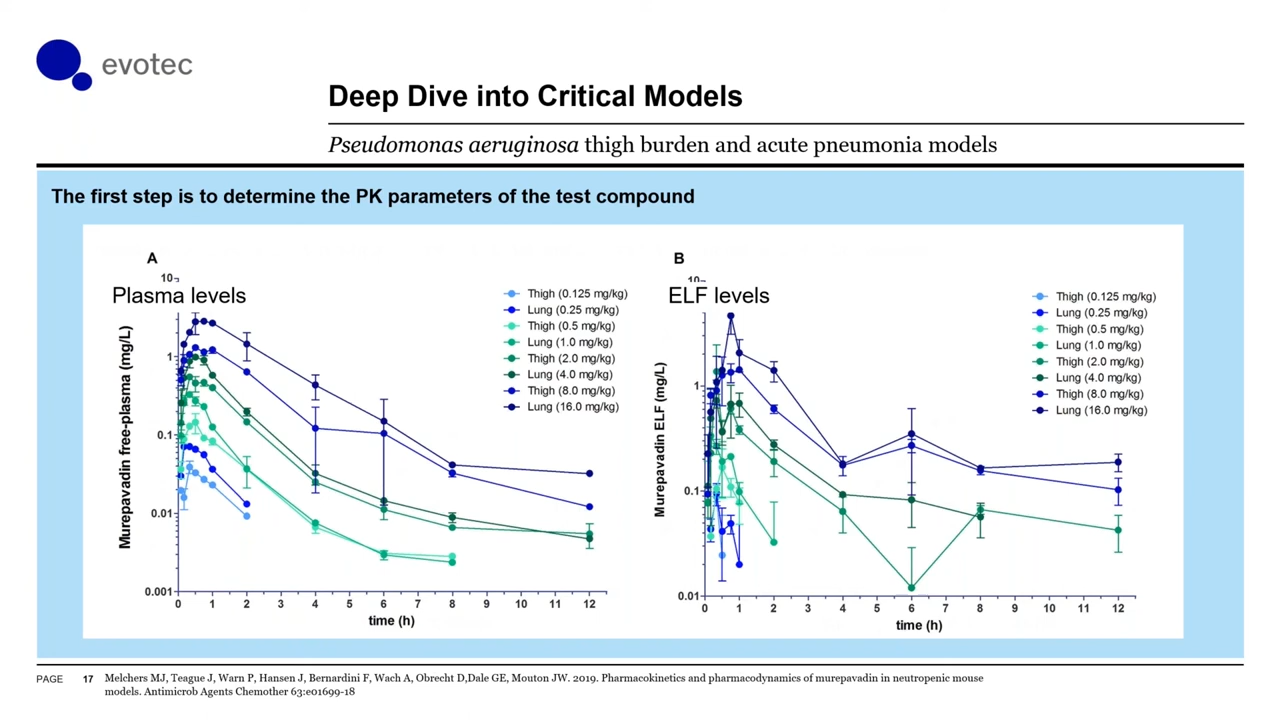 evotec
Deep Dive into Critical Models
Pseudomonas aeruginosa thigh burden and acute pneumonia models
The first step is to determine the PK parameters of the test compound
A
10
Plasma levels
Murepavadin free-plasma (mg/L)
1
0.1
0.01
0.001
0 1 2 3 4 5 6 7 8 9 10 11 12
time (h)
Thigh (0.125 mg/kg)
Lung (0.25 mg/kg)
Thigh (0.5 mg/kg)
Lung (1.0 mg/kg)
Thigh (2.0 mg/kg)
Lung (4.0 mg/kg)
Thigh (8.0 mg/kg)
Lung (16.0 mg/kg)
B
10
ELF levels
Murepavadin ELF (mg/L)
1
0.1
0.01
0 1 2 3 4 5 6 7 8 9 10 11 12
time (h)
Thigh (0.125 mg/kg)
Lung (0.25 mg/kg)
Thigh (0.5 mg/kg)
Lung (1.0 mg/kg)
Thigh (2.0 mg/kg)
Lung (4.0 mg/kg)
Thigh (8.0 mg/kg)
Lung (16.0 mg/kg)
PAGE 17
Melchers MJ, Teague J, Warn P, Hansen J, Bernardini F, Wach A, Obrecht D,Dale GE, Mouton JW. 2019. Pharmacokinetics and pharmacodynamics of murepavadin in neutropenic mouse
models. Antimicrob Agents Chemother 63:e01699-18